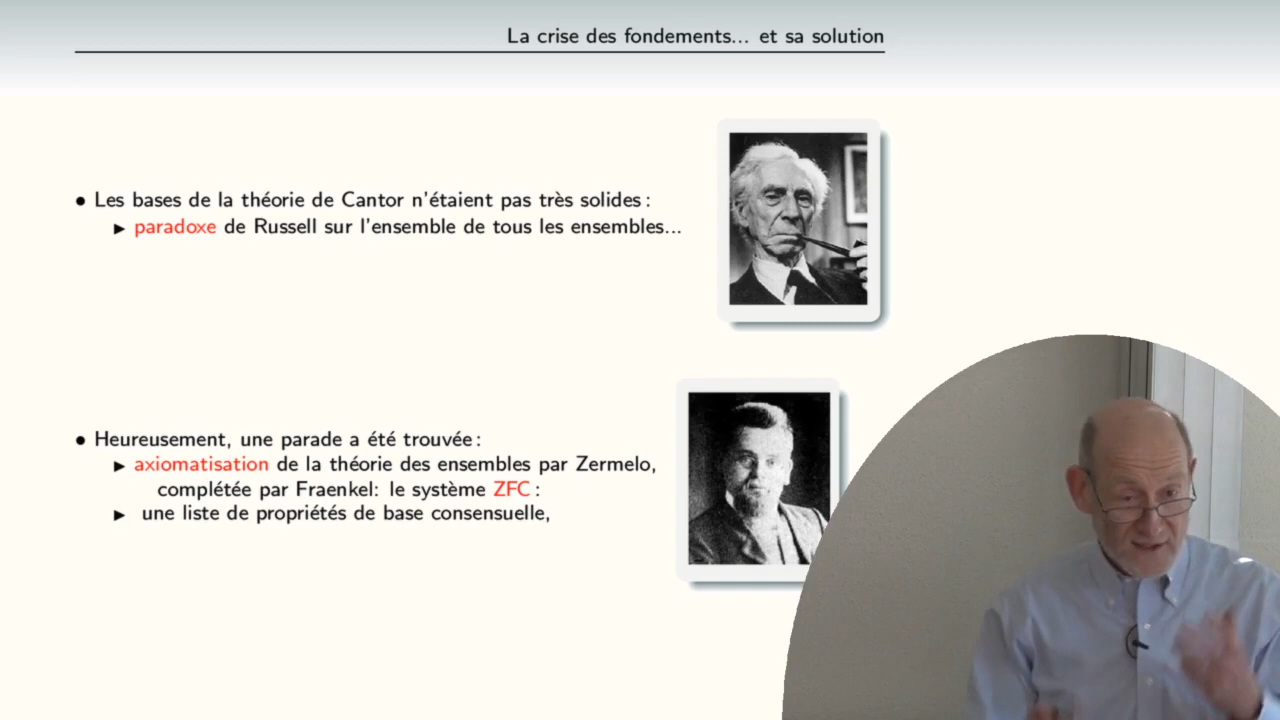 La crise des fondements... et sa solution
• Les bases de la théorie de Cantor n'étaient pas très solides :
► paradoxe de Russell sur l'ensemble de tous les ensembles...
• Heureusement, une parade a été trouvée :
► axiomatisation de la théorie des ensembles par Zermelo,
complétée par Fraenkel: le système ZFC :
► une liste de propriétés de base consensuelle,